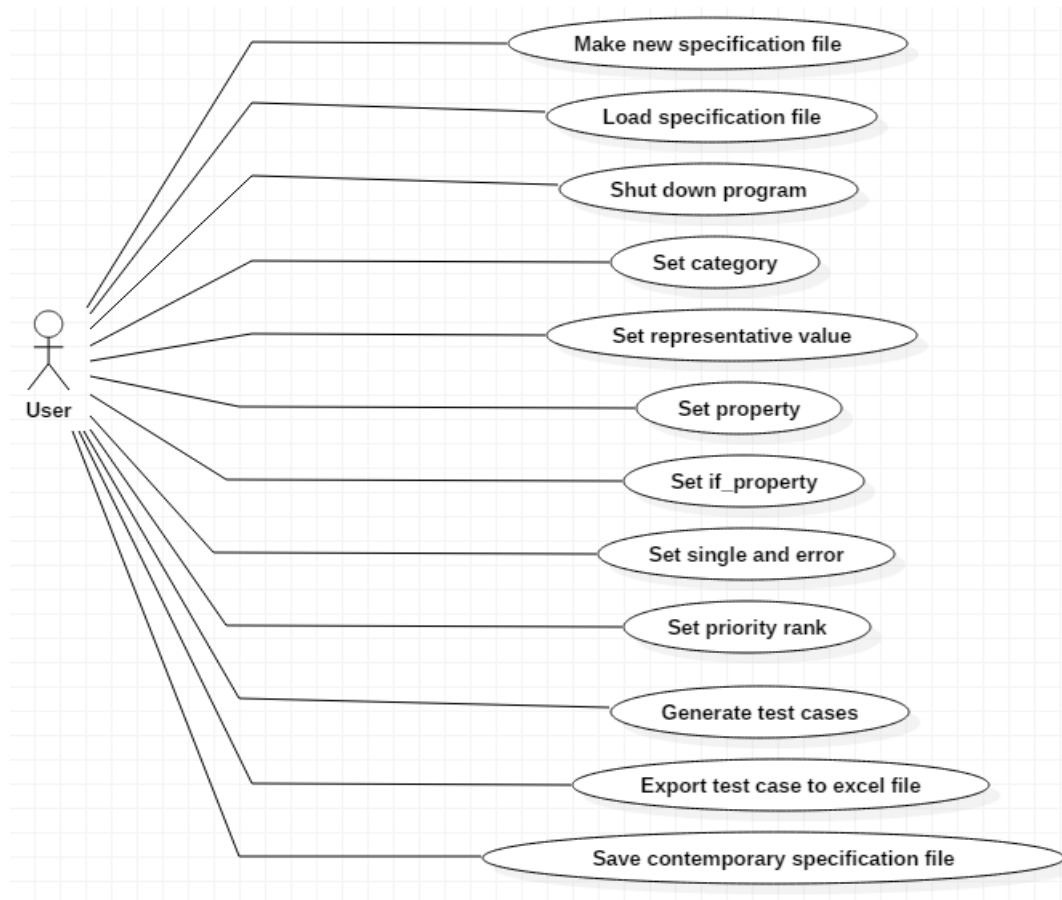 Make new specification file
Load specification file
Shut down program
Set category
Set representative value
Set property
User
Set if_property
Set single and error
Set priority rank
Generate test cases
Export test case to excel file
Save contemporary specification file